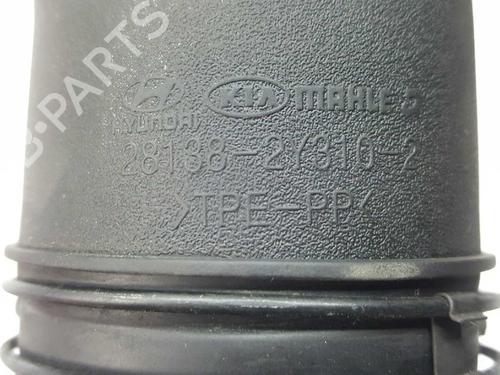 B-PARTS
HYUNDAI KIA MAHLE
28138-2Y310-2
>TPE-PP<